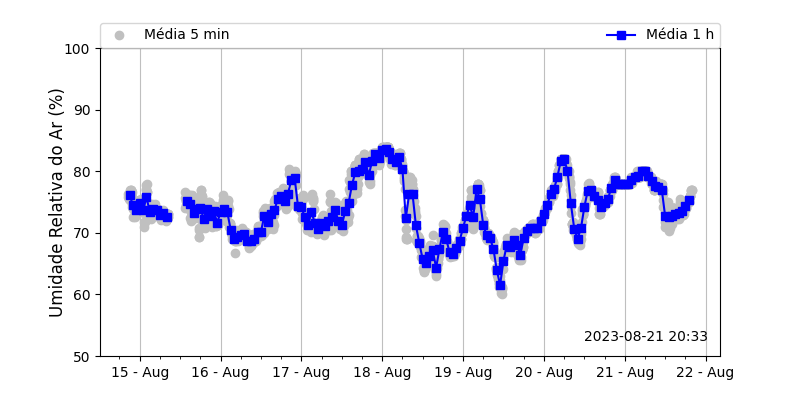 Média 5 min
Média 1 h
Umidade Relativa do Ar (%)
100
90
80
70
60
50
2023-08-21 20:33
15 - Aug
16 - Aug
17 - Aug
18 - Aug
19 - Aug
20 - Aug
21 - Aug
22 - Aug